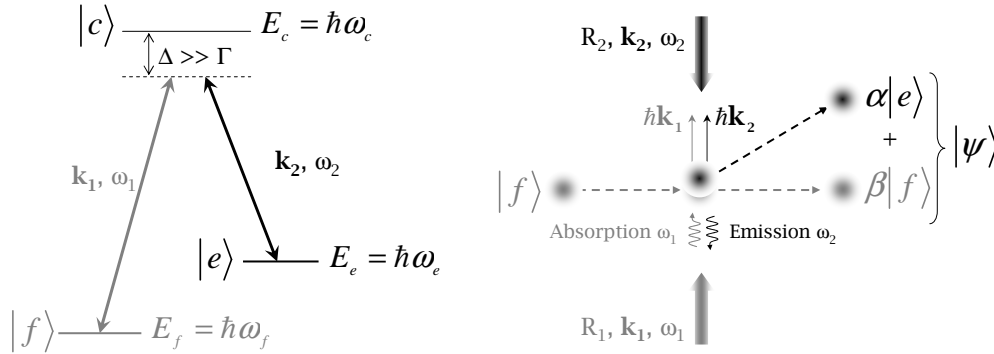 |c⟩ E_c = ħω_c
Δ >> Γ
k₁, ω₁
k₂, ω₂
|e⟩ E_e = ħω_e
|f⟩ E_f = ħω_f
R₂, k₂, ω₂
ħk₁ ħk₂
α|e⟩
+
|ψ⟩
|f⟩
β|f⟩
Absorption ω₁ Emission ω₂
R₁, k₁, ω₁